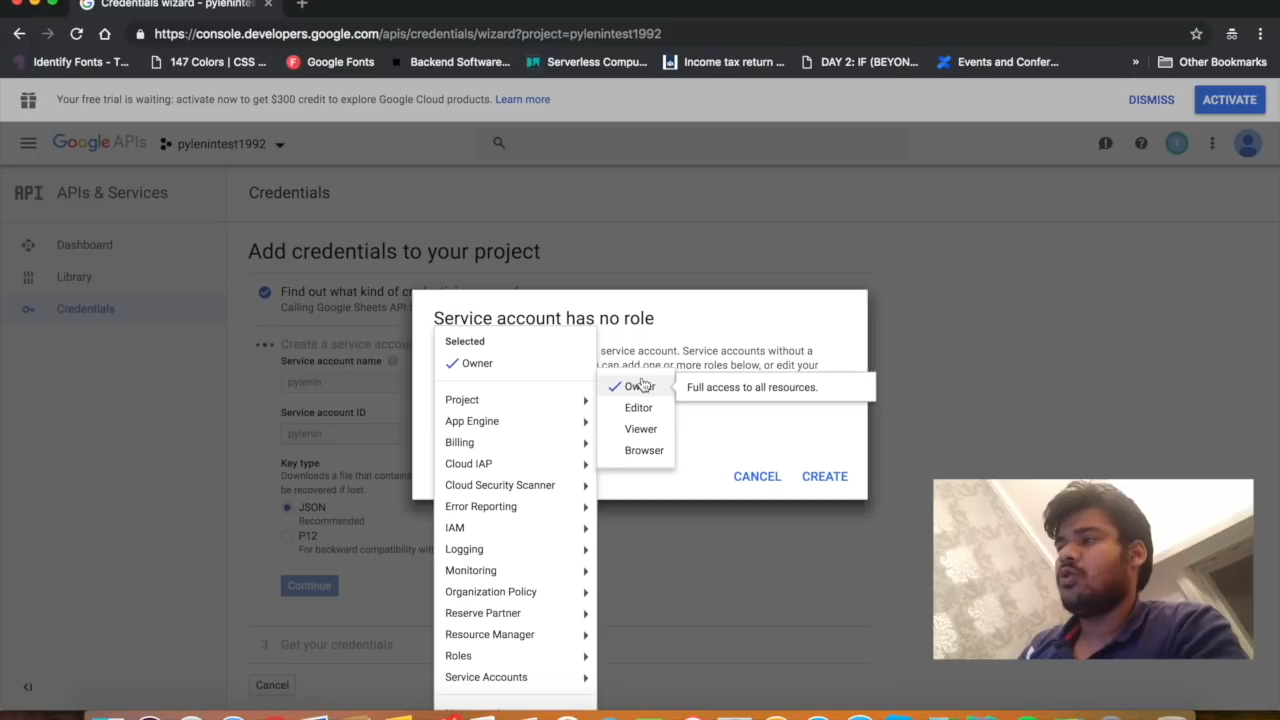 Credentials wizard - pylenintes
https://console.developers.google.com/apis/credentials/wizard?project=pylenintest1992
Identify Fonts - T... 147 Colors | CSS ... Google Fonts Backend Software... Serverless Compu... Income tax return ... DAY 2: IF (BEYON... Events and Confer... » Other Bookmarks
Your free trial is waiting: activate now to get $300 credit to explore Google Cloud products. Learn more DISMISS ACTIVATE
Google APIs pylenintest1992
API APIs & Services Credentials
Dashboard
Library
Credentials
Add credentials to your project
Find out what kind of
Calling Google Sheets API
Create a service accou
Service account name
pylenin
Service account ID
pylenin
Key type
Downloads a file that contains
be recovered if lost.
JSON
Recommended
P12
For backward compatibility wit
Continue
3 Get your credentials
Cancel
Service account has no role
service account. Service accounts without a
can add one or more roles below, or edit your
Selected
Owner
Project
App Engine
Billing
Cloud IAP
Cloud Security Scanner
Error Reporting
IAM
Logging
Monitoring
Organization Policy
Reserve Partner
Resource Manager
Roles
Service Accounts
Owner
Editor
Viewer
Browser
Full access to all resources.
CANCEL CREATE